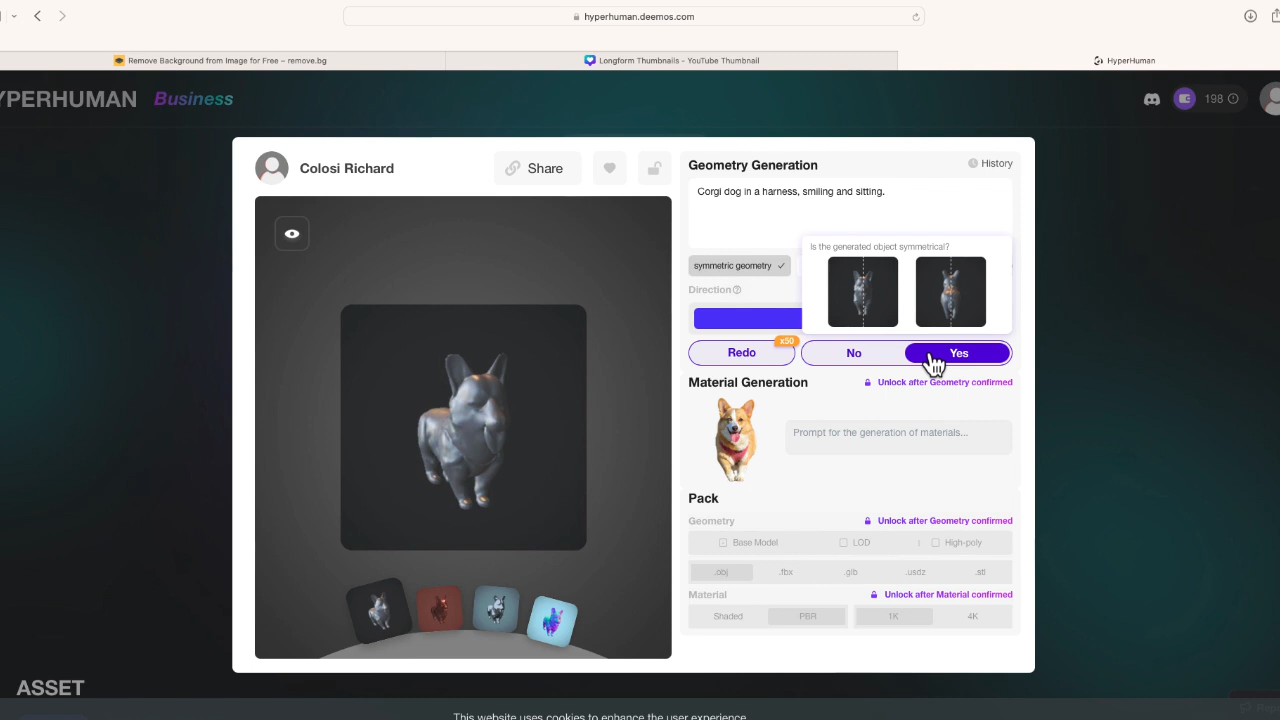 hyperhuman.deemos.com
Remove Background from Image for Free – remove.bg
Longform Thumbnails - YouTube Thumbnail
HyperHuman
YPERHUMAN Business
198
Colosi Richard
Share
Geometry Generation
History
Corgi dog in a harness, smiling and sitting.
Is the generated object symmetrical?
symmetric geometry
Direction
x50
Redo
No
Yes
Material Generation
Unlock after Geometry confirmed
Prompt for the generation of materials...
Pack
Geometry
Unlock after Geometry confirmed
Base Model
LOD
High-poly
.obj
.fbx
.glb
.usdz
.stl
Material
Unlock after Material confirmed
Shaded
PBR
1K
4K
ASSET
This website uses cookies to enhance the user experience.